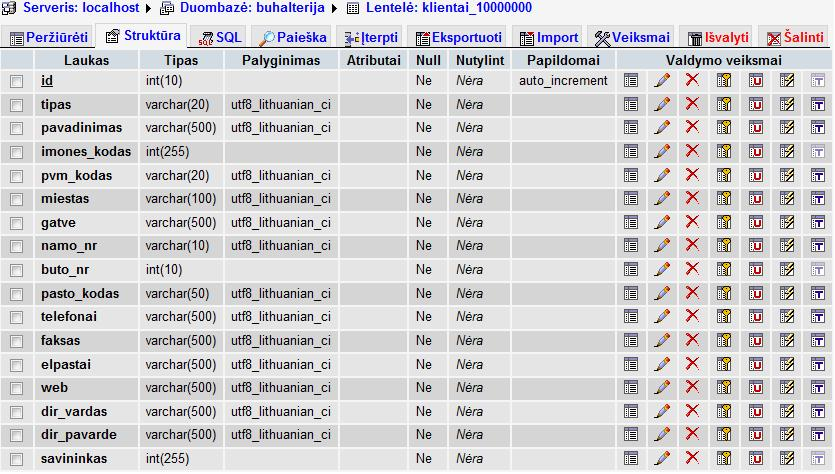 Serveris: localhost Duombazė: buhalterija Lentelė: klientai_10000000
Peržiūrėti Struktūra SQL Paieška Įterpti Eksportuoti Import Veiksmai Išvalyti Šalinti
Laukas Tipas Palyginimas Atributai Null Nutylint Papildomai Valdymo veiksmai
id int(10) Ne Nėra auto_increment
tipas varchar(20) utf8_lithuanian_ci Ne Nėra
pavadinimas varchar(500) utf8_lithuanian_ci Ne Nėra
imones_kodas int(255) Ne Nėra
pvm_kodas varchar(20) utf8_lithuanian_ci Ne Nėra
miestas varchar(100) utf8_lithuanian_ci Ne Nėra
gatve varchar(500) utf8_lithuanian_ci Ne Nėra
namo_nr varchar(10) utf8_lithuanian_ci Ne Nėra
buto_nr int(10) Ne Nėra
pasto_kodas varchar(50) utf8_lithuanian_ci Ne Nėra
telefonai varchar(500) utf8_lithuanian_ci Ne Nėra
faksas varchar(500) utf8_lithuanian_ci Ne Nėra
elpastai varchar(500) utf8_lithuanian_ci Ne Nėra
web varchar(500) utf8_lithuanian_ci Ne Nėra
dir_vardas varchar(500) utf8_lithuanian_ci Ne Nėra
dir_pavarde varchar(500) utf8_lithuanian_ci Ne Nėra
savininkas int(255) Ne Nėra